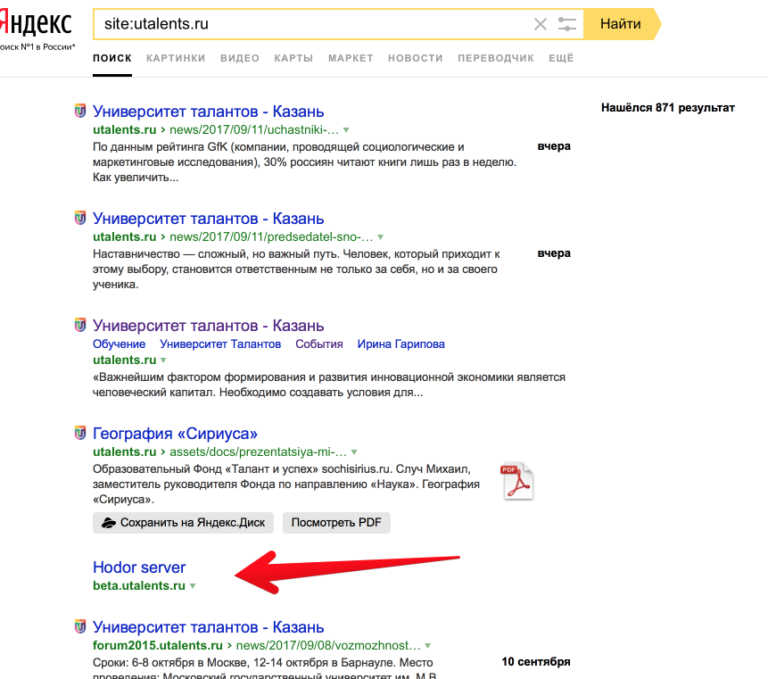 Яндекс
site:utalents.ru
Найти
поиск №1 в России*
ПОИСК КАРТИНКИ ВИДЕО КАРТЫ МАРКЕТ НОВОСТИ ПЕРЕВОДЧИК ЕЩЁ
Нашёлся 871 результат
Университет талантов - Казань
utalents.ru › news/2017/09/11/uchastniki-...
По данным рейтинга GfK (компании, проводящей социологические и
маркетинговые исследования), 30% россиян читают книги лишь раз в неделю.
Как увеличить...
вчера
Университет талантов - Казань
utalents.ru › news/2017/09/11/predsedatel-sno-...
Наставничество — сложный, но важный путь. Человек, который приходит к
этому выбору, становится ответственным не только за себя, но и за своего
ученика.
вчера
Университет талантов - Казань
Обучение Университет Талантов События Ирина Гарипова
utalents.ru
«Важнейшим фактором формирования и развития инновационной экономики является
человеческий капитал. Необходимо создавать условия для...
География «Сириуса»
utalents.ru › assets/docs/prezentatsiya-mi-...
Образовательный Фонд «Талант и успех» sochisirius.ru. Случ Михаил,
заместитель руководителя Фонда по направлению «Наука». География
«Сириуса».
PDF
Сохранить на Яндекс.Диск Посмотреть PDF
Hodor server
beta.utalents.ru
Университет талантов - Казань
forum2015.utalents.ru › news/2017/09/08/vozmozhnost...
Сроки: 6-8 октября в Москве, 12-14 октября в Барнауле. Место
проведения: Московский государственный университет им. М.В.
10 сентября